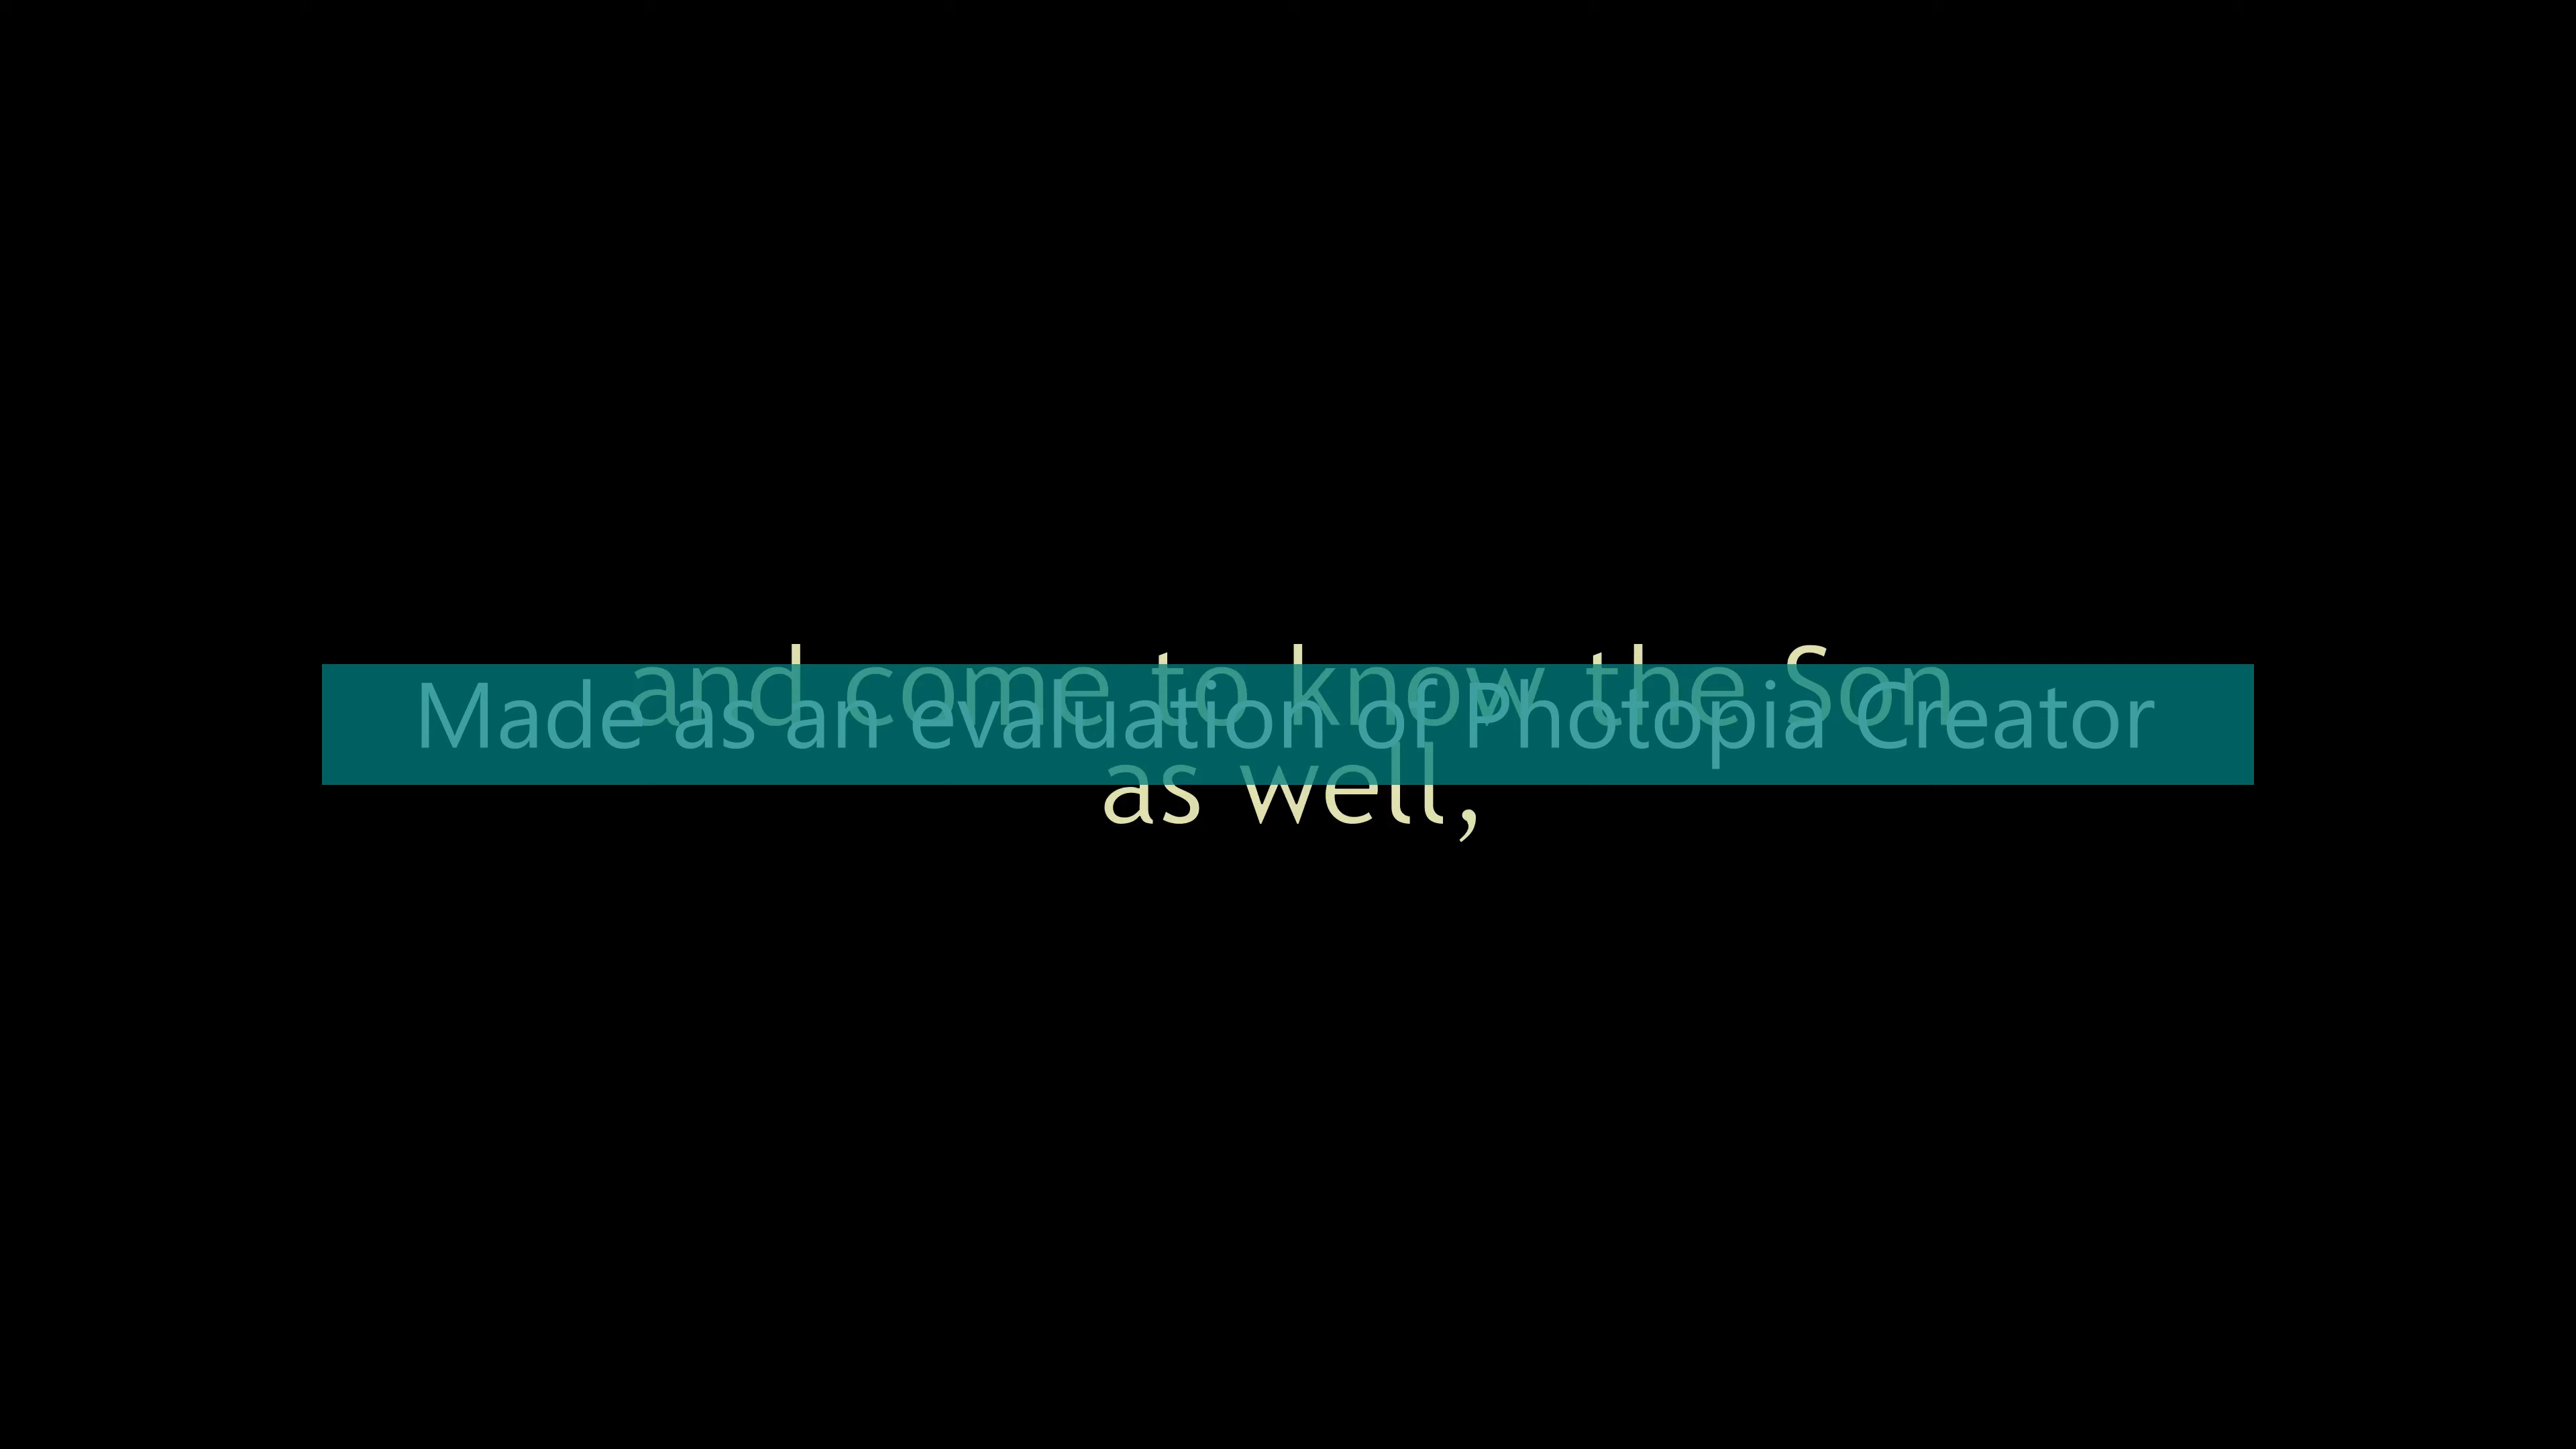 and come to know the Son
Made as an evaluation of Photopia Creator
as well,